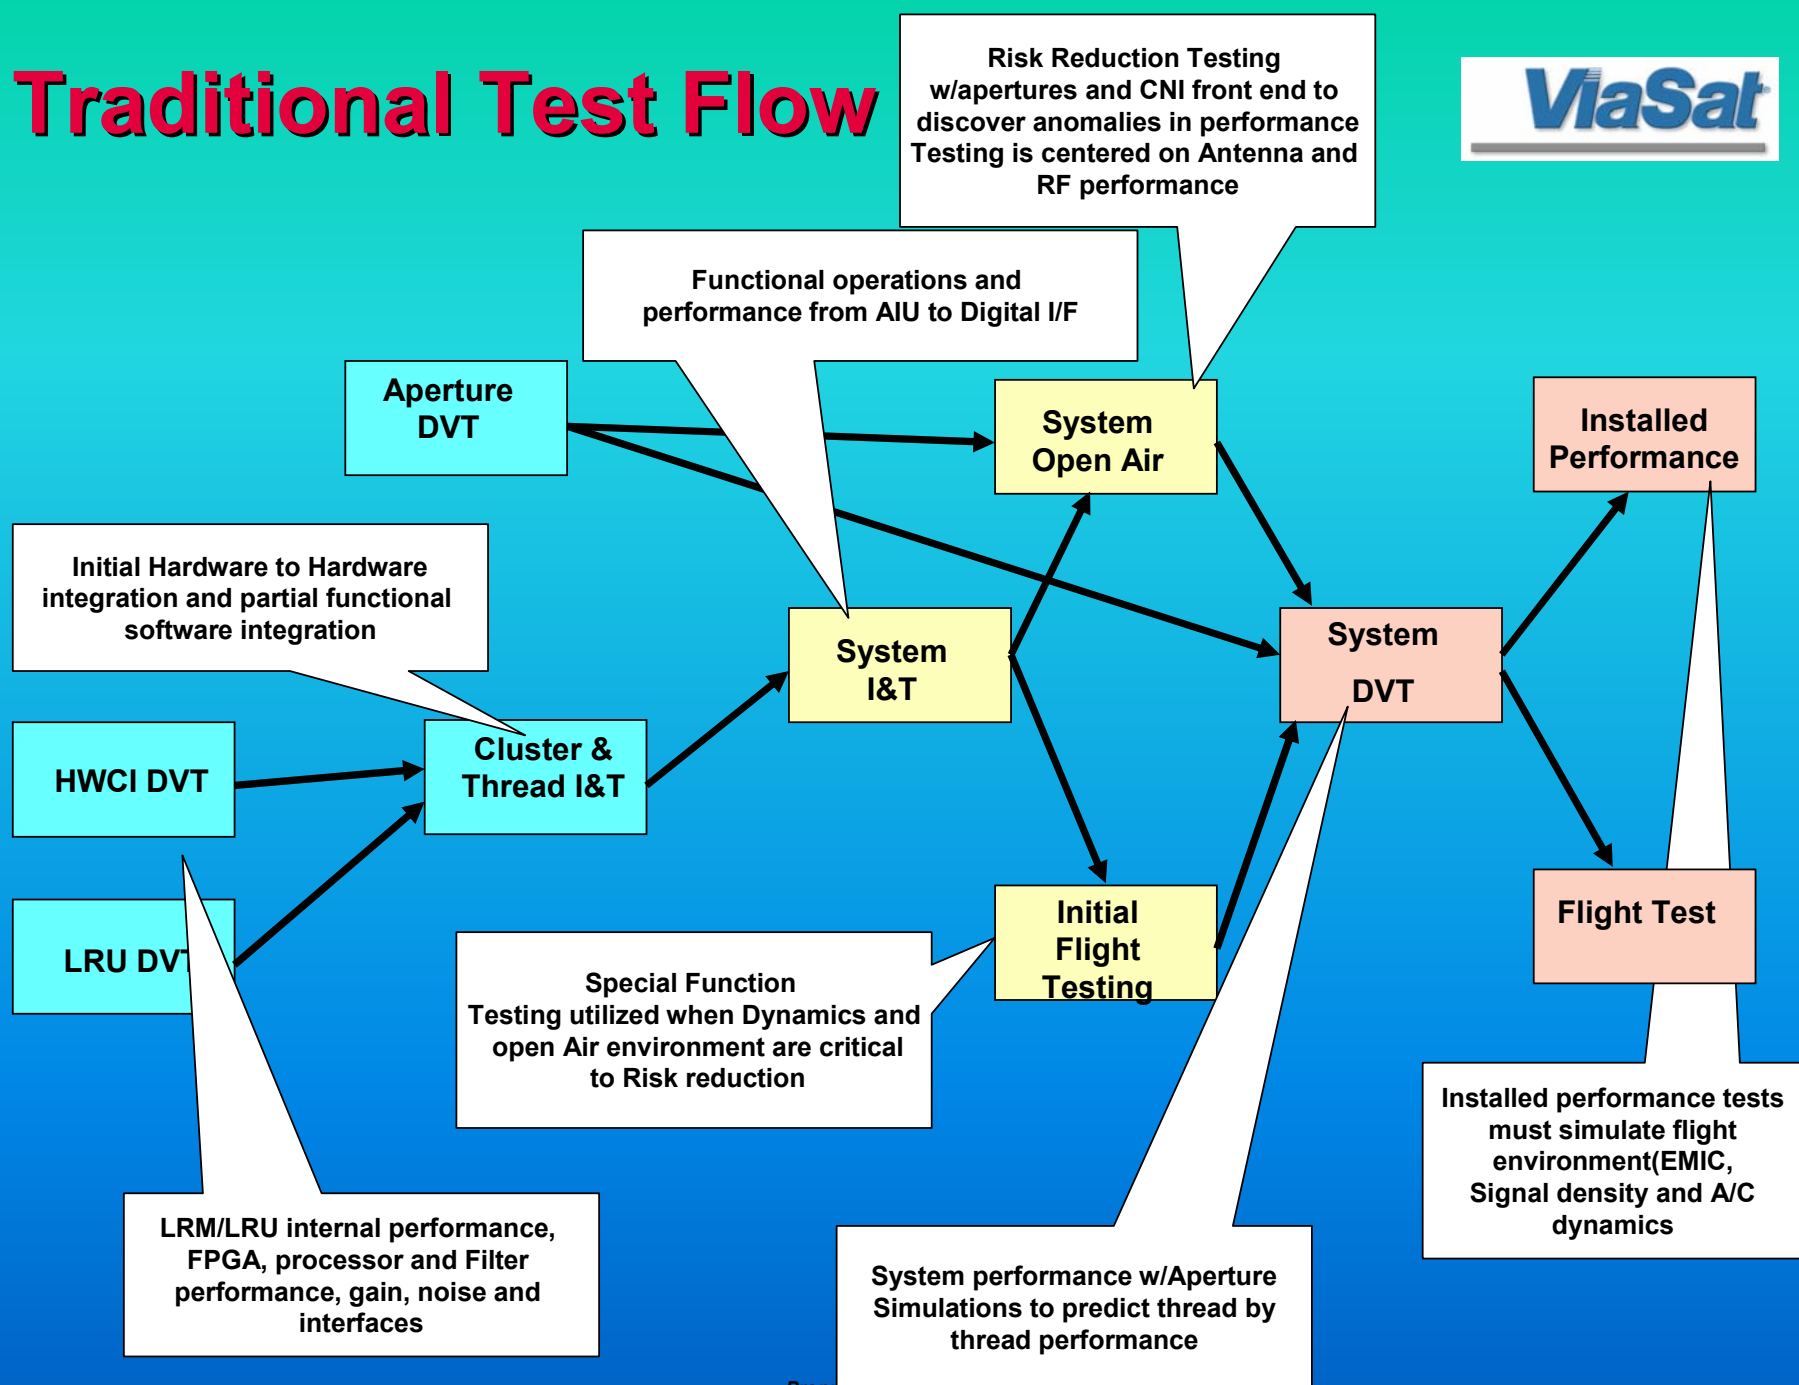 Traditional Test Flow
ViaSat
Risk Reduction Testing
w/apertures and CNI front end to
discover anomalies in performance
Testing is centered on Antenna and
RF performance
Functional operations and
performance from AIU to Digital I/F
Aperture
DVT
System
Open Air
Installed
Performance
Initial Hardware to Hardware
integration and partial functional
software integration
System
I&T
System
DVT
HWCI DVT
Cluster &
Thread I&T
LRU DVT
Initial
Flight
Testing
Flight Test
Special Function
Testing utilized when Dynamics and
open Air environment are critical
to Risk reduction
Installed performance tests
must simulate flight
environment(EMIC,
Signal density and A/C
dynamics
LRM/LRU internal performance,
FPGA, processor and Filter
performance, gain, noise and
interfaces
System performance w/Aperture
Simulations to predict thread by
thread performance